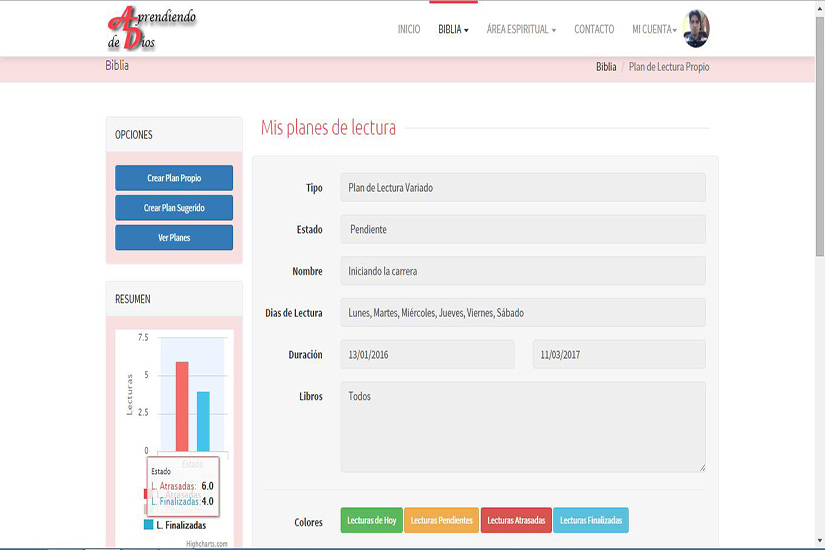 Aprendiendo
de Dios
INICIO BIBLIA ÁREA ESPIRITUAL CONTACTO MI CUENTA
Biblia
Biblia / Plan de Lectura Propio
OPCIONES
Crear Plan Propio
Crear Plan Sugerido
Ver Planes
RESUMEN
7.5
5
2.5
0
Lecturas
Estado
Estado
L. Atrasadas: 6.0
L. Finalizadas: 4.0
L. Atrasadas
L. Finalizadas
Highcharts.com
Mis planes de lectura
Tipo Plan de Lectura Variado
Estado Pendiente
Nombre Iniciando la carrera
Dias de Lectura Lunes, Martes, Miércoles, Jueves, Viernes, Sábado
Duración 13/01/2016 11/03/2017
Libros Todos
Colores Lecturas de Hoy Lecturas Pendientes Lecturas Atrasadas Lecturas Finalizadas